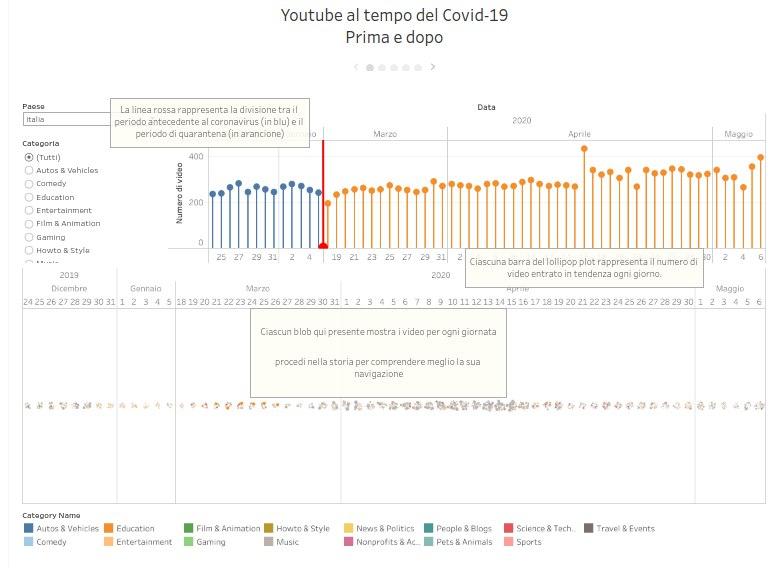 Youtube al tempo del Covid-19
Prima e dopo
Paese
Italia
La linea rossa rappresenta la divisione tra il
periodo antecedente al coronavirus (in blu) e il
periodo di quarantena (in arancione)
Data
2020
Marzo Aprile Maggio
Categoria
(Tutti)
Autos & Vehicles
Comedy
Education
Entertainment
Film & Animation
Gaming
Howto & Style
Numero di video
400
200
0
25 27 29 31 2 4 19 21 23 25 27 29 31 2 4 6
Ciascuna barra del lollipop plot rappresenta il numero di
video entrato in tendenza ogni giorno.
2019 2020
Dicembre Gennaio Marzo Aprile Maggio
24 25 26 27 28 29 30 31 1 2 3 4 5 6 18 19 20 21 22 23 24 25 26 27 28 29 30 31 1 2 3 4 5 6 7 8 9 10 11 12 13 14 15 16 17 18 19 20 21 22 23 24 25 26 27 28 29 30 1 2 3 4 5 6
Ciascun blob qui presente mostra i video per ogni giornata
procedi nella storia per comprendere meglio la sua
navigazione
Category Name
Autos & Vehicles Education Film & Animation Howto & Style News & Politics People & Blogs Science & Tech.. Travel & Events
Comedy Entertainment Gaming Music Nonprofits & Ac.. Pets & Animals Sports